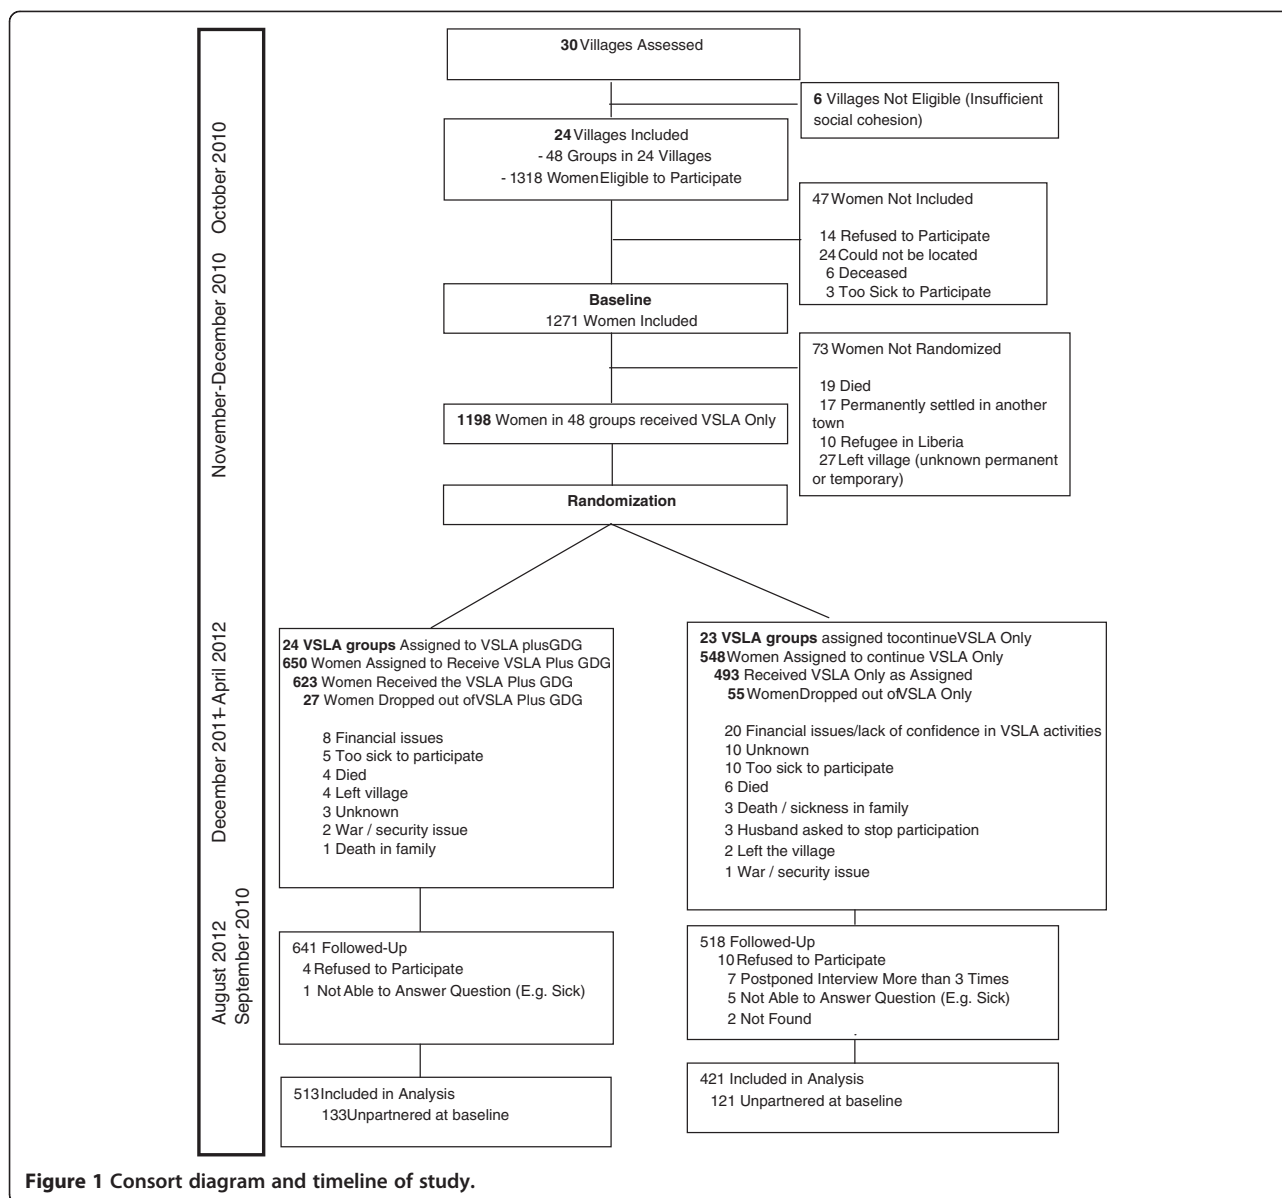 30 Villages Assessed
6 Villages Not Eligible (Insufficient
social cohesion)
24 Villages Included
- 48 Groups in 24 Villages
- 1318 Women Eligible to Participate
47 Women Not Included
14 Refused to Participate
24 Could not be located
6 Deceased
3 Too Sick to Participate
October 2010
Baseline
1271 Women Included
73 Women Not Randomized
19 Died
17 Permanently settled in another
town
10 Refugee in Liberia
27 Left village (unknown permanent
or temporary)
1198 Women in 48 groups received VSLA Only
November-December 2010
Randomization
24 VSLA groups Assigned to VSLA plusGDG
650 Women Assigned to Receive VSLA Plus GDG
623 Women Received the VSLA Plus GDG
27 Women Dropped out ofVSLA Plus GDG
8 Financial issues
5 Too sick to participate
4 Died
4 Left village
3 Unknown
2 War / security issue
1 Death in family
23 VSLA groups assigned tocontinueVSLA Only
548 Women Assigned to continue VSLA Only
493 Received VSLA Only as Assigned
55 WomenDropped out ofVSLA Only
20 Financial issues/lack of confidence in VSLA activities
10 Unknown
10 Too sick to participate
6 Died
3 Death / sickness in family
3 Husband asked to stop participation
2 Left the village
1 War / security issue
December 2011–April 2012
641 Followed-Up
4 Refused to Participate
1 Not Able to Answer Question (E.g. Sick)
518 Followed-Up
10 Refused to Participate
7 Postponed Interview More than 3 Times
5 Not Able to Answer Question (E.g. Sick)
2 Not Found
August 2012
September 2010
513 Included in Analysis
133 Unpartnered at baseline
421 Included in Analysis
121 Unpartnered at baseline
Figure 1 Consort diagram and timeline of study.